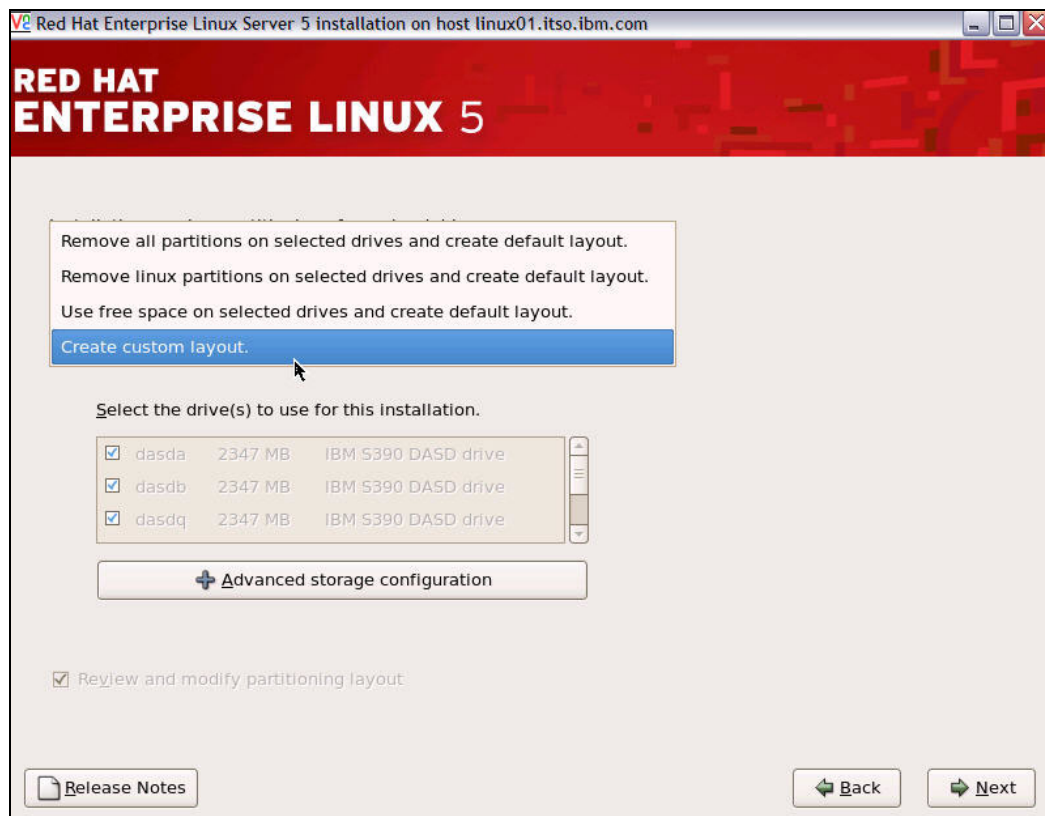 Red Hat Enterprise Linux Server 5 installation on host linux01.itso.ibm.com
RED HAT
ENTERPRISE LINUX 5
Remove all partitions on selected drives and create default layout.
Remove linux partitions on selected drives and create default layout.
Use free space on selected drives and create default layout.
Create custom layout.
Select the drive(s) to use for this installation.
dasda 2347 MB IBM S390 DASD drive
dasdb 2347 MB IBM S390 DASD drive
dasdq 2347 MB IBM S390 DASD drive
Advanced storage configuration
Review and modify partitioning layout
Release Notes
Back
Next